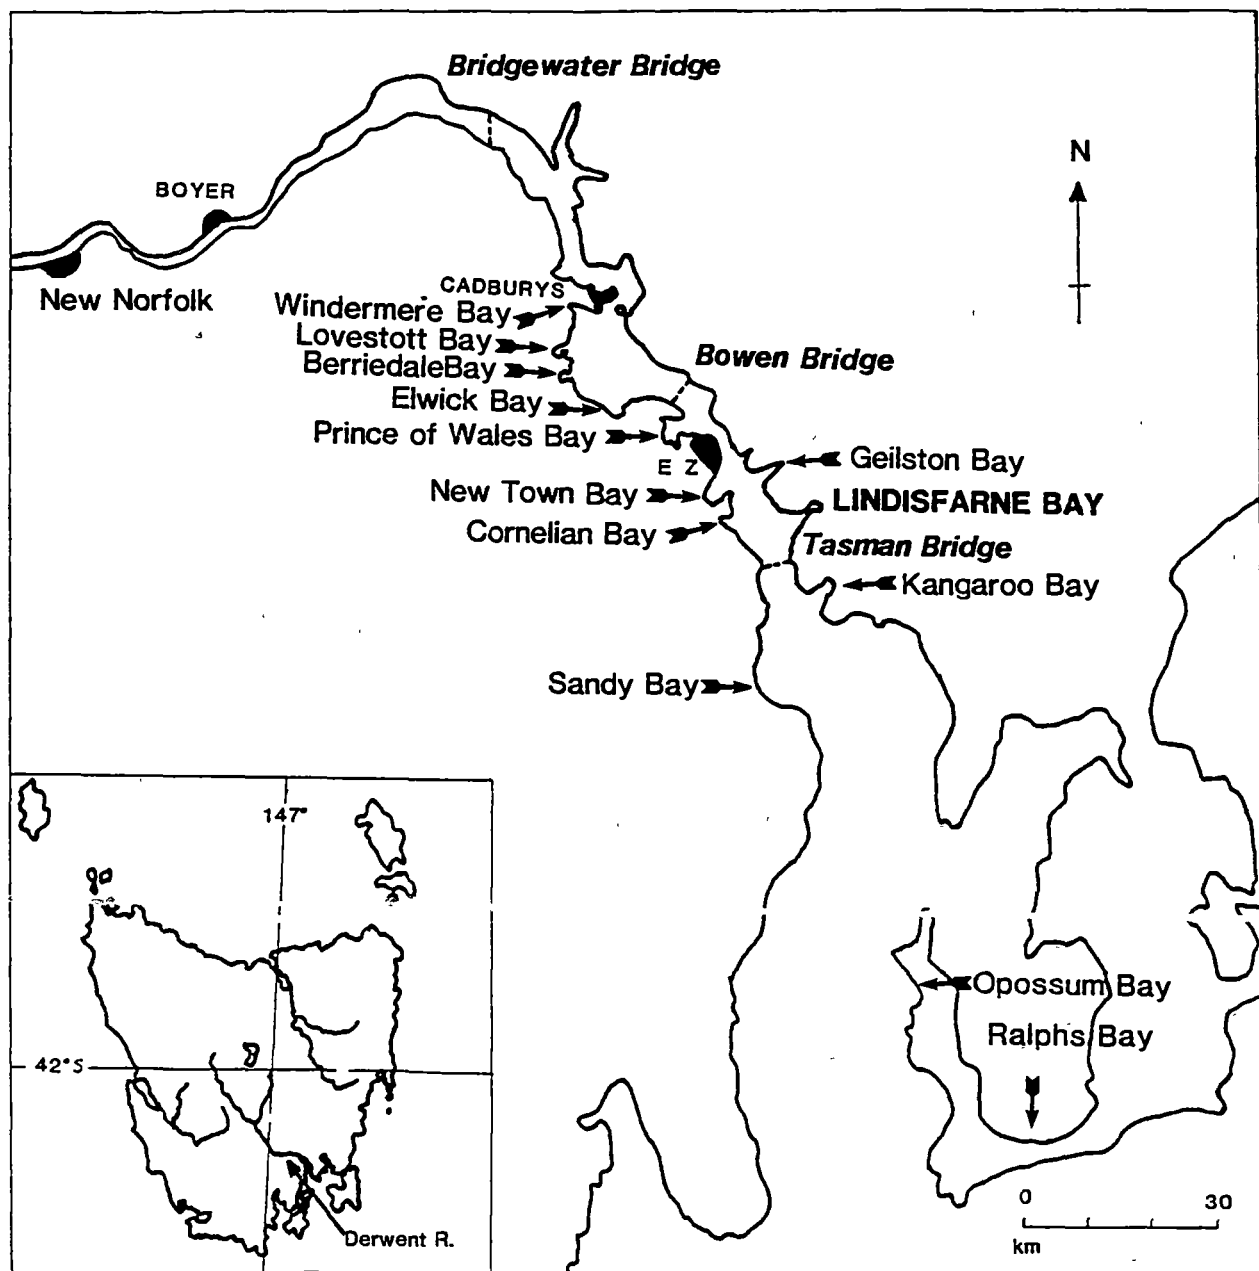 Bridgewater Bridge
N
BOYER
New Norfolk
CADBURYS
Windermere Bay
Lovestott Bay
BerriedaleBay
Bowen Bridge
Elwick Bay
Prince of Wales Bay
E Z
Geilston Bay
New Town Bay
LINDISFARNE BAY
Cornelian Bay
Tasman Bridge
Kangaroo Bay
Sandy Bay
147°
Opossum Bay
Ralphs Bay
42°S
0 30
km
Derwent R.